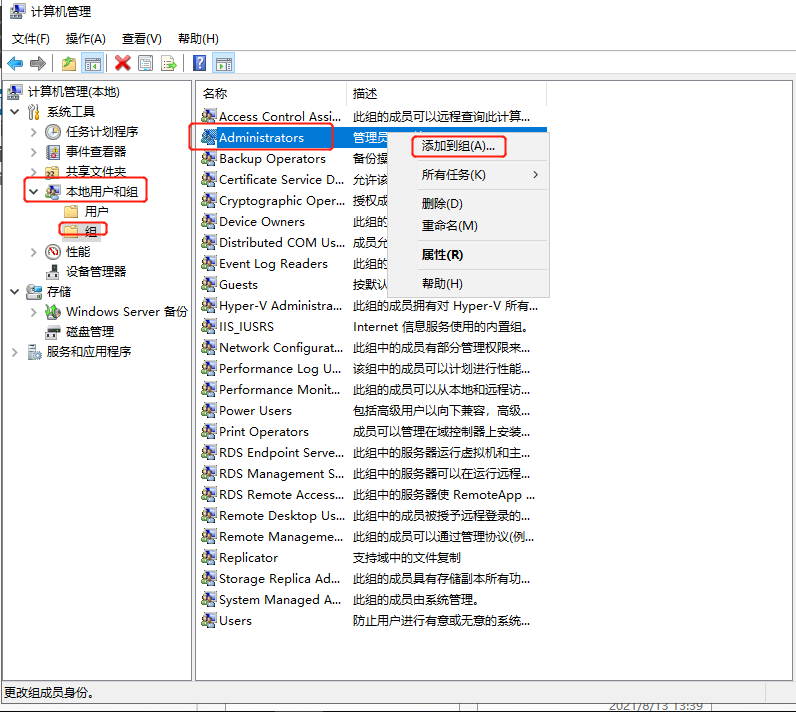 计算机管理
文件(F) 操作(A) 查看(V) 帮助(H)
计算机管理(本地)
系统工具
任务计划程序
事件查看器
共享文件夹
本地用户和组
用户
组
性能
设备管理器
存储
Windows Server 备份
磁盘管理
服务和应用程序
名称 描述
Access Control Assi... 此组的成员可以远程查询此计算...
Administrators 管理员
Backup Operators 备份操
Certificate Service D... 允许该
Cryptographic Oper... 授权成
Device Owners 此组的
Distributed COM Us... 成员允
Event Log Readers 此组的
Guests 按默认
Hyper-V Administra... 此组的成员拥有对 Hyper-V 所有...
IIS_IUSRS Internet 信息服务使用的内置组。
Network Configurat... 此组中的成员有部分管理权限来...
Performance Log U... 该组中的成员可以计划进行性能...
Performance Monit... 此组的成员可以从本地和远程访...
Power Users 包括高级用户以向下兼容，高级...
Print Operators 成员可以管理在域控制器上安装...
RDS Endpoint Serve... 此组中的服务器运行虚拟机和主...
RDS Management S... 此组中的服务器可以在运行远程...
RDS Remote Access... 此组中的服务器使 RemoteApp ...
Remote Desktop Us... 此组中的成员被授予远程登录的...
Remote Manageme... 此组的成员可以通过管理协议(例...
Replicator 支持域中的文件复制
Storage Replica Ad... 此组的成员具有存储副本所有功...
System Managed A... 此组的成员由系统管理。
Users 防止用户进行有意或无意的系统...
添加到组(A)...
所有任务(K)
删除(D)
重命名(M)
属性(R)
帮助(H)
更改组成员身份。
2021/8/13 13:39